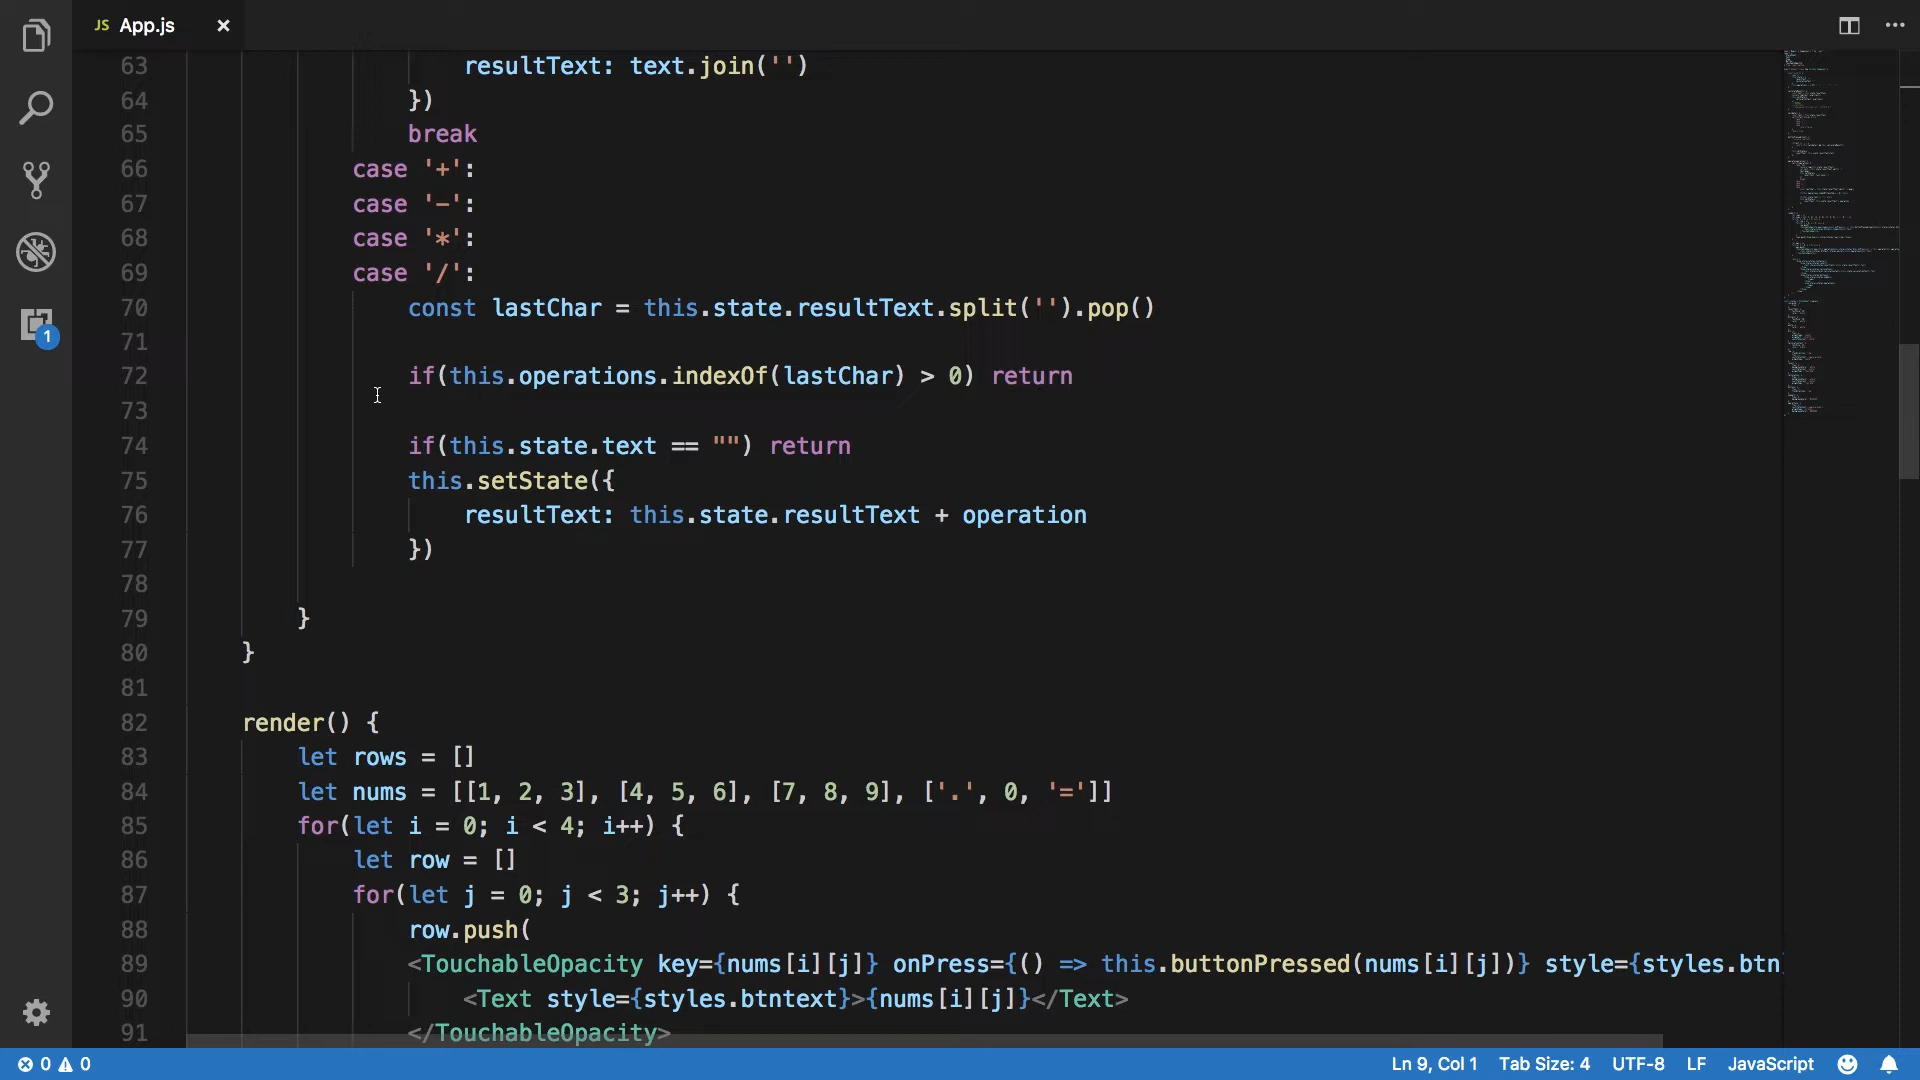 JS App.js ×
63 resultText: text.join('')
64 })
65 break
66 case '+':
67 case '-':
68 case '*':
69 case '/':
70 const lastChar = this.state.resultText.split('').pop()
71
72 if(this.operations.indexOf(lastChar) > 0) return
73
74 if(this.state.text == "") return
75 this.setState({
76 resultText: this.state.resultText + operation
77 })
78
79 }
80 }
81
82 render() {
83 let rows = []
84 let nums = [[1, 2, 3], [4, 5, 6], [7, 8, 9], ['.', 0, '=']]
85 for(let i = 0; i < 4; i++) {
86 let row = []
87 for(let j = 0; j < 3; j++) {
88 row.push(
89 <TouchableOpacity key={nums[i][j]} onPress={() => this.buttonPressed(nums[i][j])} style={styles.btn
90 <Text style={styles.btntext}>{nums[i][j]}</Text>
91 </TouchableOpacity>
1
0 0 Ln 9, Col 1 Tab Size: 4 UTF-8 LF JavaScript